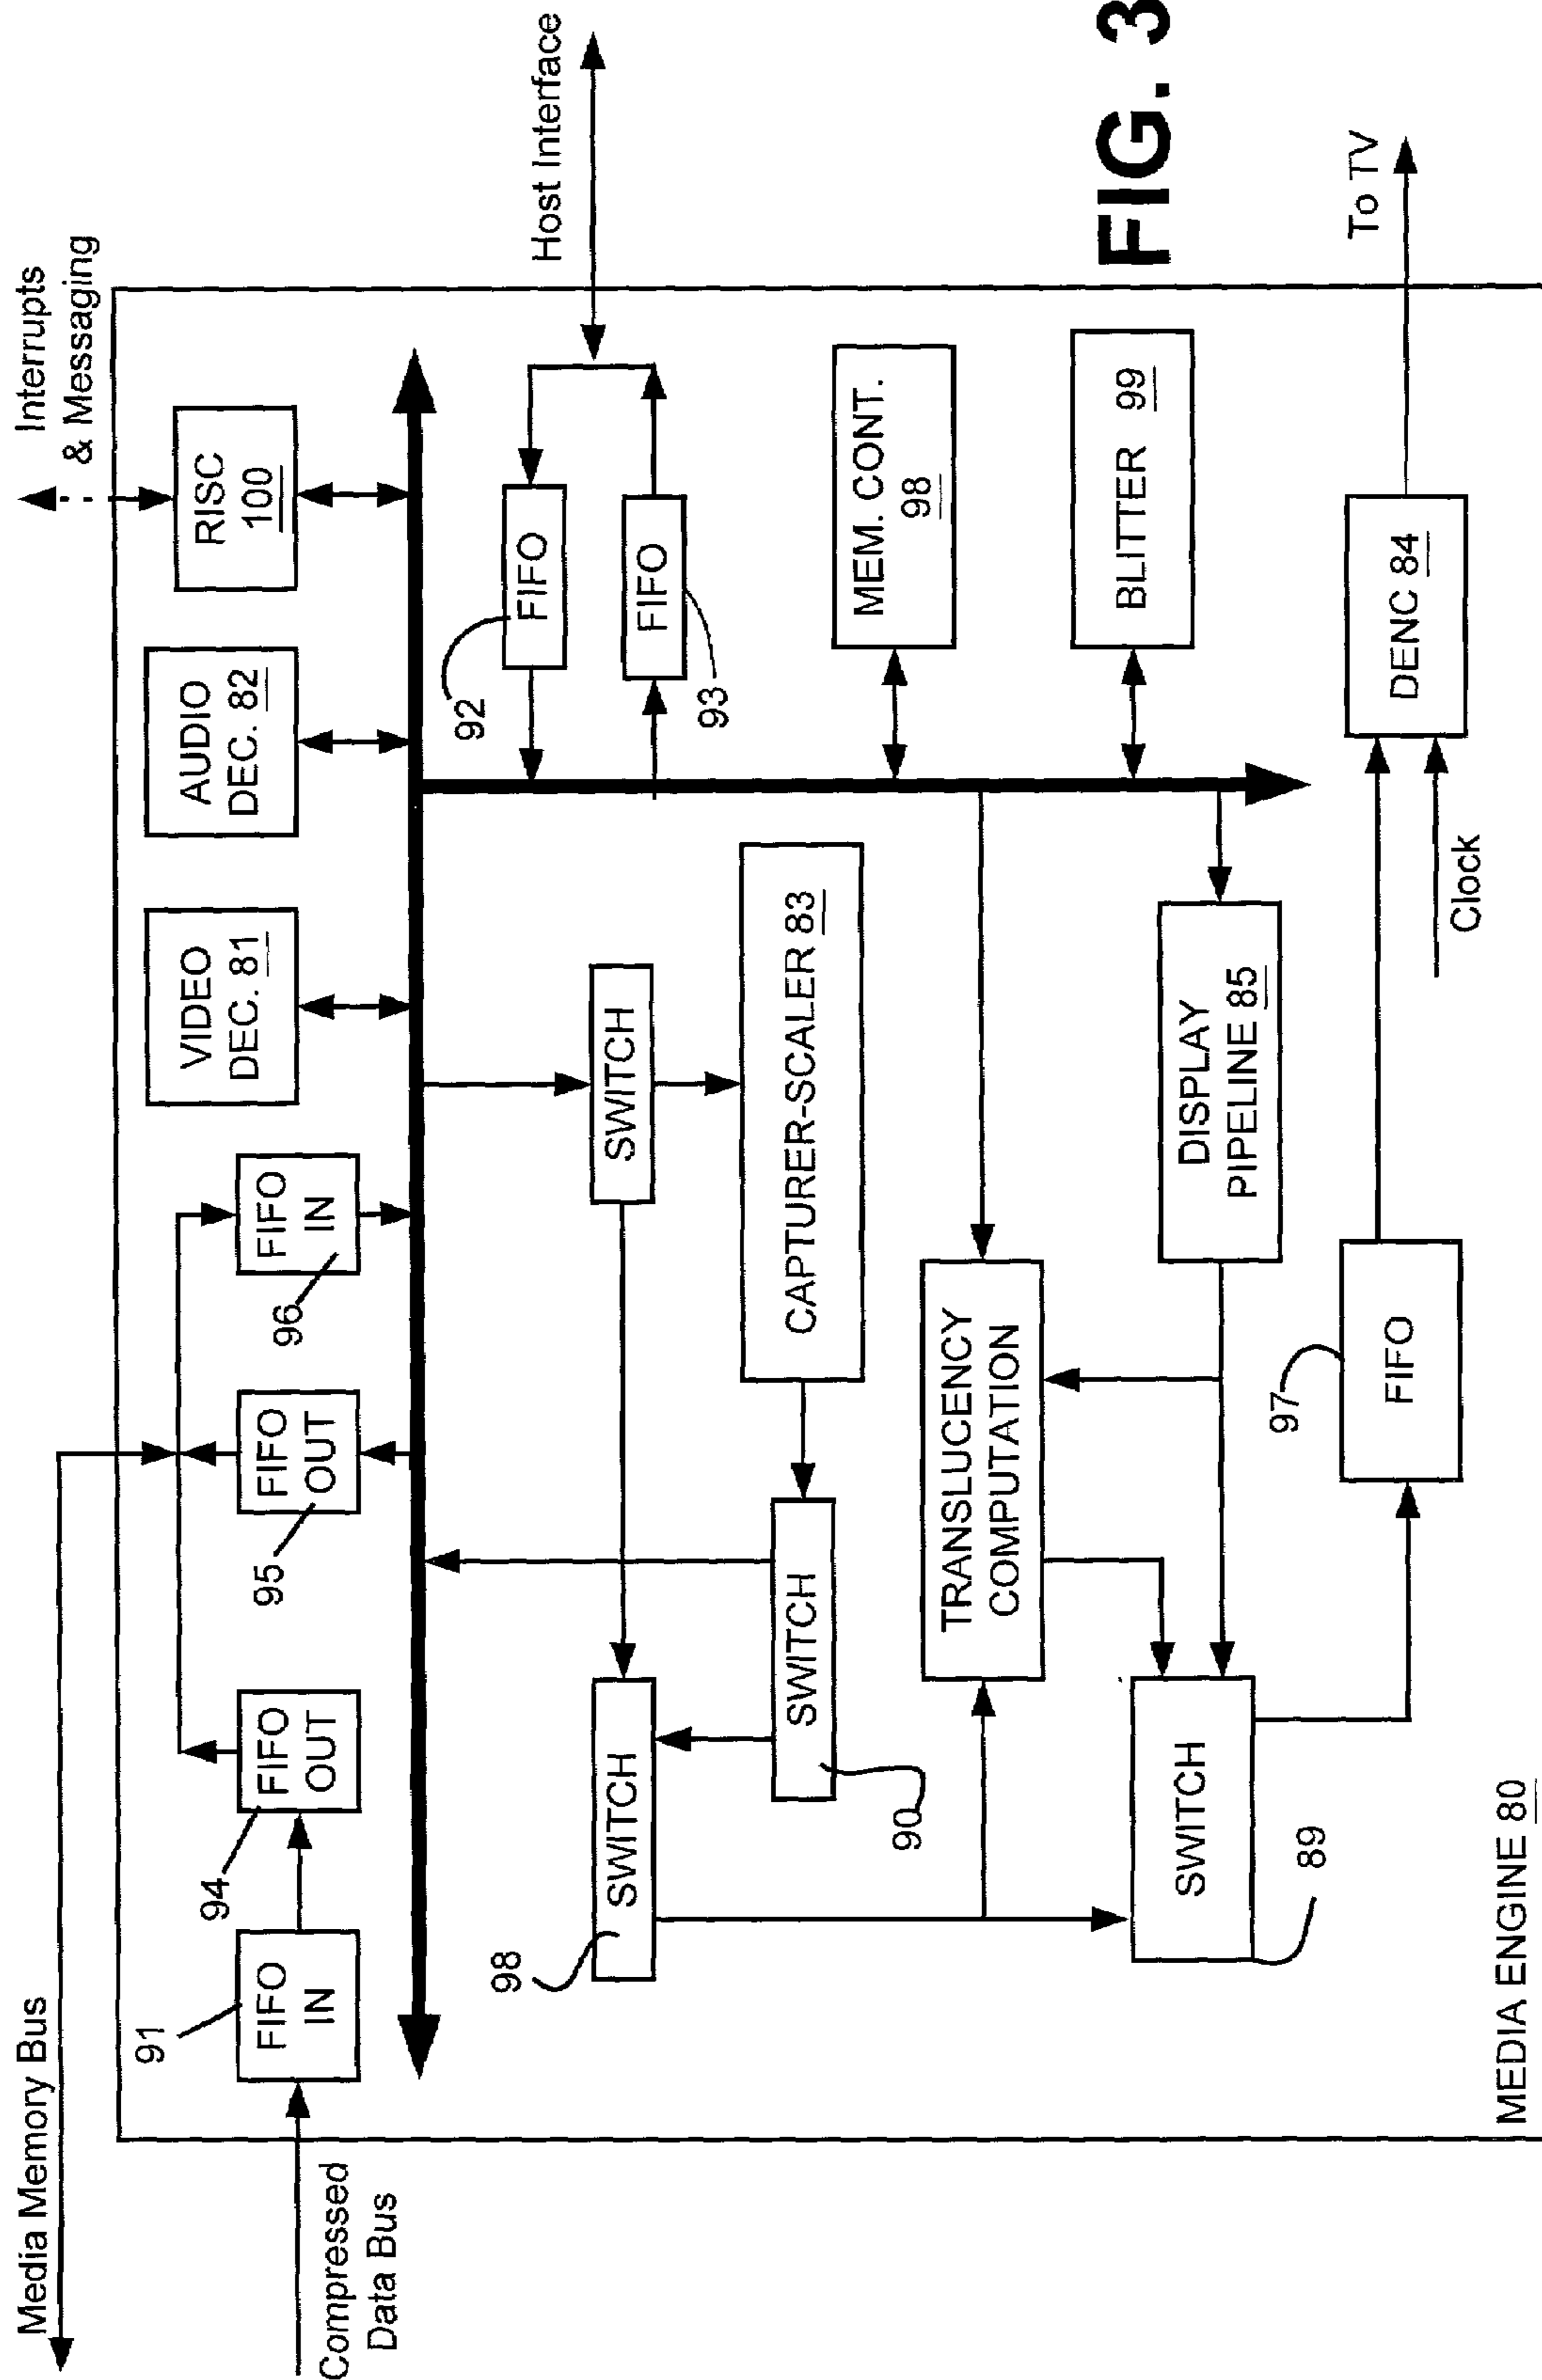 Media Memory Bus
Interrupts
& Messaging
Compressed
Data Bus
91
FIFO
IN
94
FIFO
OUT
95
FIFO
OUT
96
FIFO
IN
VIDEO
DEC. 81
AUDIO
DEC. 82
RISC
100
Host Interface
92
FIFO
FIFO
93
98
SWITCH
SWITCH
90
SWITCH
CAPTURER-SCALER 83
MEM. CONT.
98
TRANSLUCENCY
COMPUTATION
BLITTER 99
SWITCH
89
DISPLAY
PIPELINE 85
97
FIFO
DENC 84
Clock
To TV
MEDIA ENGINE 80
FIG. 3